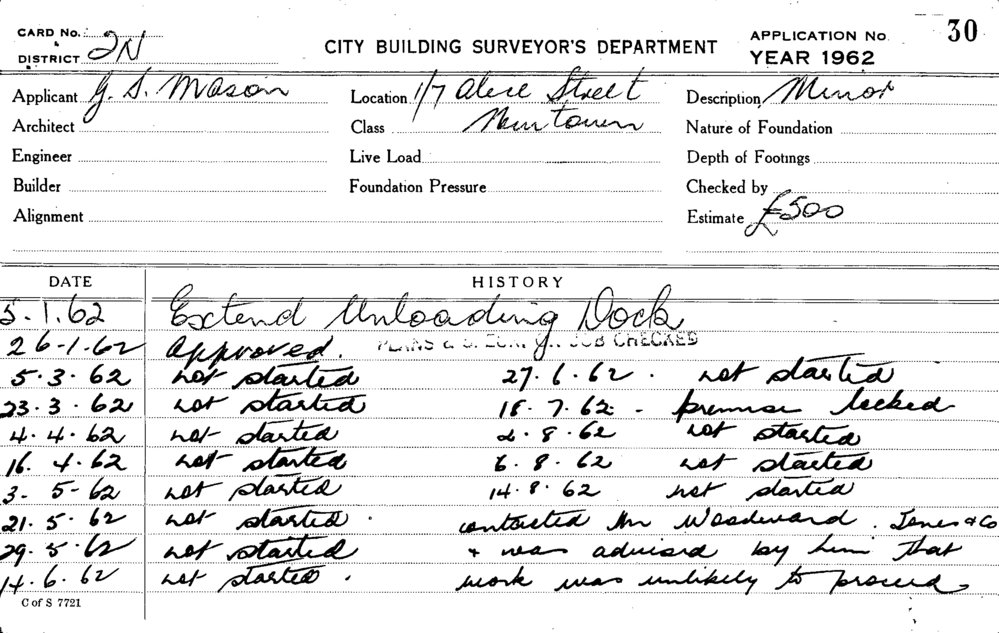 CARD No.
DISTRICT 2N
CITY BUILDING SURVEYOR'S DEPARTMENT
APPLICATION No. 30
YEAR 1962
Applicant G. S. Mason
Location 1/7 Alice Street
Description Minor
Architect
Class Newtown
Nature of Foundation
Engineer
Live Load
Depth of Footings
Builder
Foundation Pressure
Checked by
Alignment
Estimate £500
DATE HISTORY
5.1.62 Extend Unloading Dock
26-1-62 Approved. PLANS & JOB CHECKED
5.3.62 not started 27.6.62. not started
23.3.62 not started 18.7.62 - premise locked
4.4.62 not started 2.8.62 not started
16.4.62 not started 6.8.62 not started
3-5-62 not started 14.8.62 not started
21.5.62 not started. contacted Mr Woodward. Jones & Co
29.5.62 not started + was advised by him that
14.6.62 not started. work was unlikely to proceed
C of S 7721